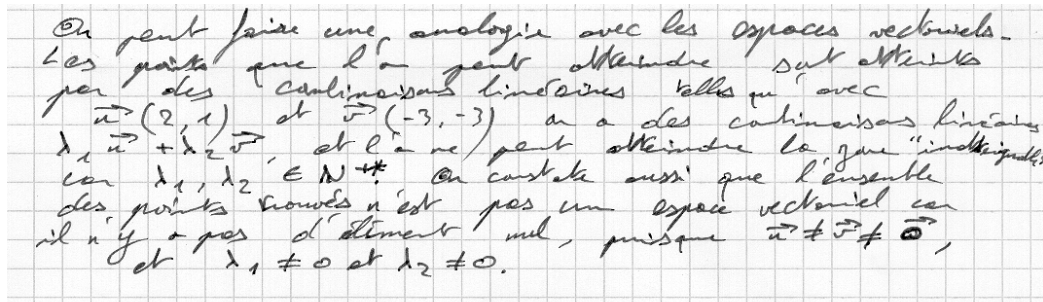 On peut faire une analogie avec les espaces vectoriels.
Les points que l'on peut atteindre sont atteints
par des combinaisons linéaires telles qu'avec
u⃗ (2,1) et v⃗ (-3,-3) on a des combinaisons linéaires
λ₁u⃗ + λ₂v⃗, et l'on ne peut atteindre la zone "inatteignable"
car λ₁, λ₂ ∈ ℕ⁺*. On constate aussi que l'ensemble
des points trouvés n'est pas un espace vectoriel car
il n'y a pas d'élément nul, puisque u⃗ ≠ v⃗ ≠ 0⃗,
et λ₁ ≠ 0 et λ₂ ≠ 0.